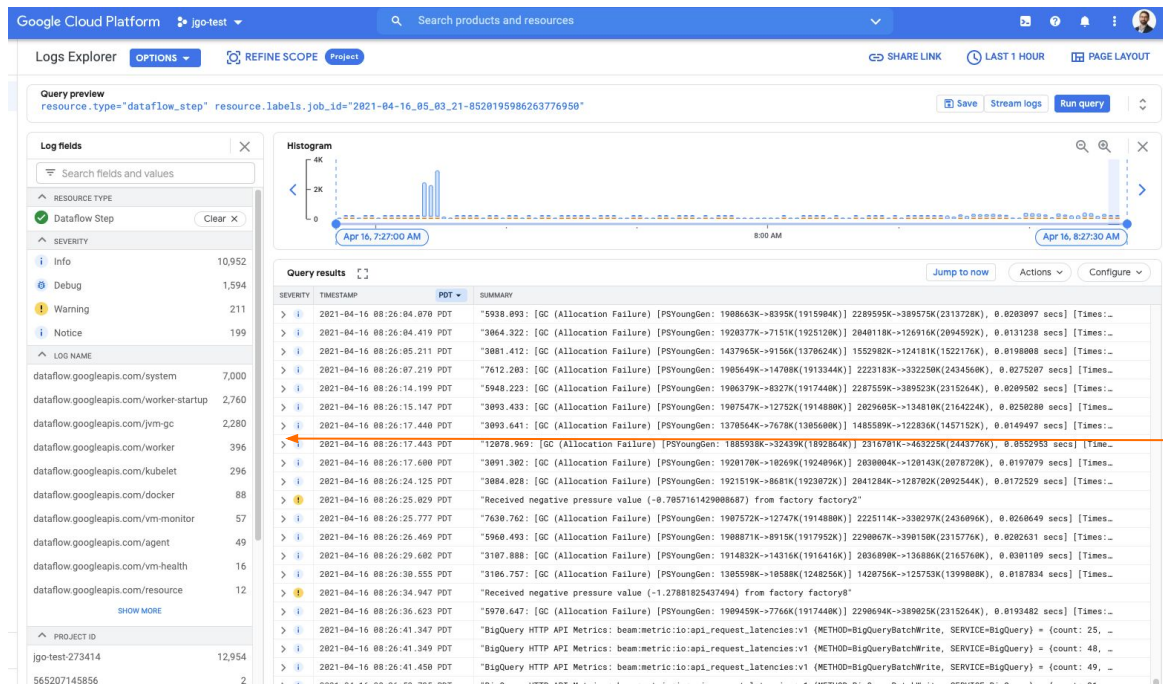 Google Cloud Platform jgo-test Search products and resources
Logs Explorer OPTIONS REFINE SCOPE Project SHARE LINK LAST 1 HOUR PAGE LAYOUT
Query preview
resource.type="dataflow_step" resource.labels.job_id="2021-04-16_05_03_21-8520195986263776950"
Save Stream logs Run query
Log fields
Search fields and values
RESOURCE TYPE
Dataflow Step Clear X
SEVERITY
Info 10,952
Debug 1,594
Warning 211
Notice 199
LOG NAME
dataflow.googleapis.com/system 7,000
dataflow.googleapis.com/worker-startup 2,760
dataflow.googleapis.com/jvm-gc 2,280
dataflow.googleapis.com/worker 396
dataflow.googleapis.com/kubelet 296
dataflow.googleapis.com/docker 88
dataflow.googleapis.com/vm-monitor 57
dataflow.googleapis.com/agent 49
dataflow.googleapis.com/vm-health 16
dataflow.googleapis.com/resource 12
SHOW MORE
PROJECT ID
jgo-test-273414 12,954
565207145856 2
Histogram
4K
2K
0
Apr 16, 7:27:00 AM 8:00 AM Apr 16, 8:27:30 AM
Query results Jump to now Actions Configure
SEVERITY TIMESTAMP PDT SUMMARY
2021-04-16 08:26:04.070 PDT "5938.093: [GC (Allocation Failure) [PSYoungGen: 1908663K->8395K(1915904K)] 2289595K->389575K(2313728K), 0.0203097 secs] [Times:…
2021-04-16 08:26:04.419 PDT "3064.322: [GC (Allocation Failure) [PSYoungGen: 1920377K->7151K(1925120K)] 2040118K->126916K(2094592K), 0.0131238 secs] [Times:…
2021-04-16 08:26:05.211 PDT "3081.412: [GC (Allocation Failure) [PSYoungGen: 1437965K->9156K(1370624K)] 1552982K->124181K(1522176K), 0.0198008 secs] [Times:…
2021-04-16 08:26:07.219 PDT "7612.203: [GC (Allocation Failure) [PSYoungGen: 1905649K->14708K(1913344K)] 2223183K->332250K(2434560K), 0.0275207 secs] [Times…
2021-04-16 08:26:14.199 PDT "5948.223: [GC (Allocation Failure) [PSYoungGen: 1906379K->8327K(1917440K)] 2287559K->389523K(2315264K), 0.0209502 secs] [Times:…
2021-04-16 08:26:15.147 PDT "3093.433: [GC (Allocation Failure) [PSYoungGen: 1907547K->12752K(1914880K)] 2029605K->134810K(2164224K), 0.0250280 secs] [Times…
2021-04-16 08:26:17.440 PDT "3093.641: [GC (Allocation Failure) [PSYoungGen: 1370564K->7678K(1305600K)] 1485589K->122836K(1457152K), 0.0149497 secs] [Times:…
2021-04-16 08:26:17.443 PDT "12078.969: [GC (Allocation Failure) [PSYoungGen: 1885938K->32439K(1892864K)] 2316701K->463225K(2443776K), 0.0552953 secs] [Time…
2021-04-16 08:26:17.600 PDT "3091.302: [GC (Allocation Failure) [PSYoungGen: 1920170K->10269K(1924096K)] 2030004K->120143K(2078720K), 0.0197079 secs] [Times…
2021-04-16 08:26:24.125 PDT "3084.028: [GC (Allocation Failure) [PSYoungGen: 1921519K->8681K(1923072K)] 2041284K->128702K(2092544K), 0.0172529 secs] [Times:…
2021-04-16 08:26:25.029 PDT "Received negative pressure value (-0.7057161429008687) from factory factory2"
2021-04-16 08:26:25.777 PDT "7630.762: [GC (Allocation Failure) [PSYoungGen: 1907572K->12747K(1914880K)] 2225114K->330297K(2436096K), 0.0260649 secs] [Times…
2021-04-16 08:26:26.469 PDT "5960.493: [GC (Allocation Failure) [PSYoungGen: 1908871K->8915K(1917952K)] 2290067K->390150K(2315776K), 0.0202631 secs] [Times:…
2021-04-16 08:26:29.602 PDT "3107.888: [GC (Allocation Failure) [PSYoungGen: 1914832K->14316K(1916416K)] 2036890K->136886K(2165760K), 0.0301109 secs] [Times…
2021-04-16 08:26:30.555 PDT "3106.757: [GC (Allocation Failure) [PSYoungGen: 1305598K->10588K(1248256K)] 1420756K->125753K(1399808K), 0.0187834 secs] [Times…
2021-04-16 08:26:34.947 PDT "Received negative pressure value (-1.27881825437494) from factory factory8"
2021-04-16 08:26:36.623 PDT "5970.647: [GC (Allocation Failure) [PSYoungGen: 1909459K->7766K(1917440K)] 2290694K->389025K(2315264K), 0.0193482 secs] [Times:…
2021-04-16 08:26:41.347 PDT "BigQuery HTTP API Metrics: beam:metric:io:api_request_latencies:v1 {METHOD=BigQueryBatchWrite, SERVICE=BigQuery} = {count: 25, …
2021-04-16 08:26:41.349 PDT "BigQuery HTTP API Metrics: beam:metric:io:api_request_latencies:v1 {METHOD=BigQueryBatchWrite, SERVICE=BigQuery} = {count: 48, …
2021-04-16 08:26:41.450 PDT "BigQuery HTTP API Metrics: beam:metric:io:api_request_latencies:v1 {METHOD=BigQueryBatchWrite, SERVICE=BigQuery} = {count: 49, …